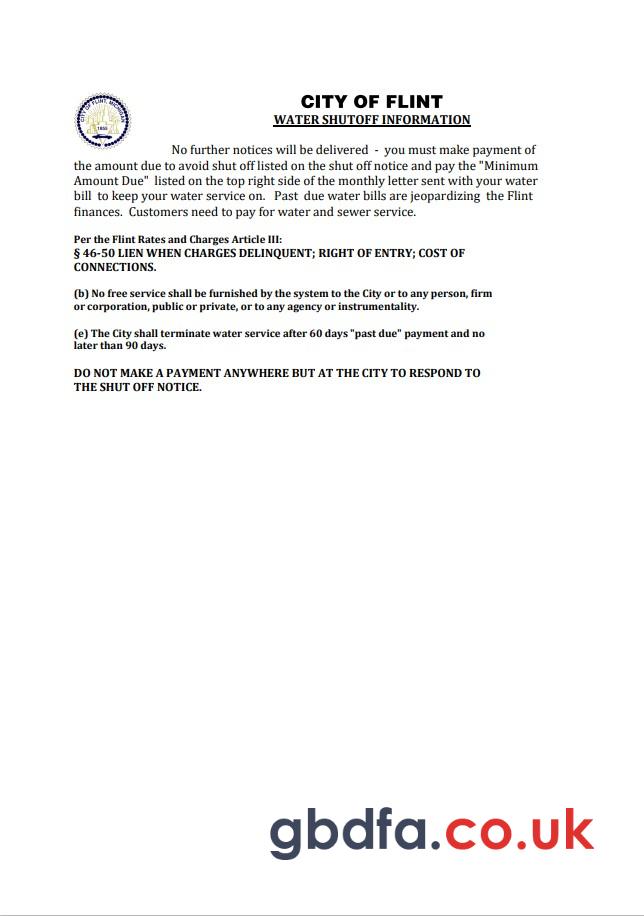 CITY OF FLINT, MICHIGAN
1855
CITY OF FLINT
WATER SHUTOFF INFORMATION
No further notices will be delivered - you must make payment of
the amount due to avoid shut off listed on the shut off notice and pay the "Minimum
Amount Due" listed on the top right side of the monthly letter sent with your water
bill to keep your water service on. Past due water bills are jeopardizing the Flint
finances. Customers need to pay for water and sewer service.
Per the Flint Rates and Charges Article III:
§ 46-50 LIEN WHEN CHARGES DELINQUENT; RIGHT OF ENTRY; COST OF
CONNECTIONS.
(b) No free service shall be furnished by the system to the City or to any person, firm
or corporation, public or private, or to any agency or instrumentality.
(e) The City shall terminate water service after 60 days "past due" payment and no
later than 90 days.
DO NOT MAKE A PAYMENT ANYWHERE BUT AT THE CITY TO RESPOND TO
THE SHUT OFF NOTICE.
gbdfa.co.uk